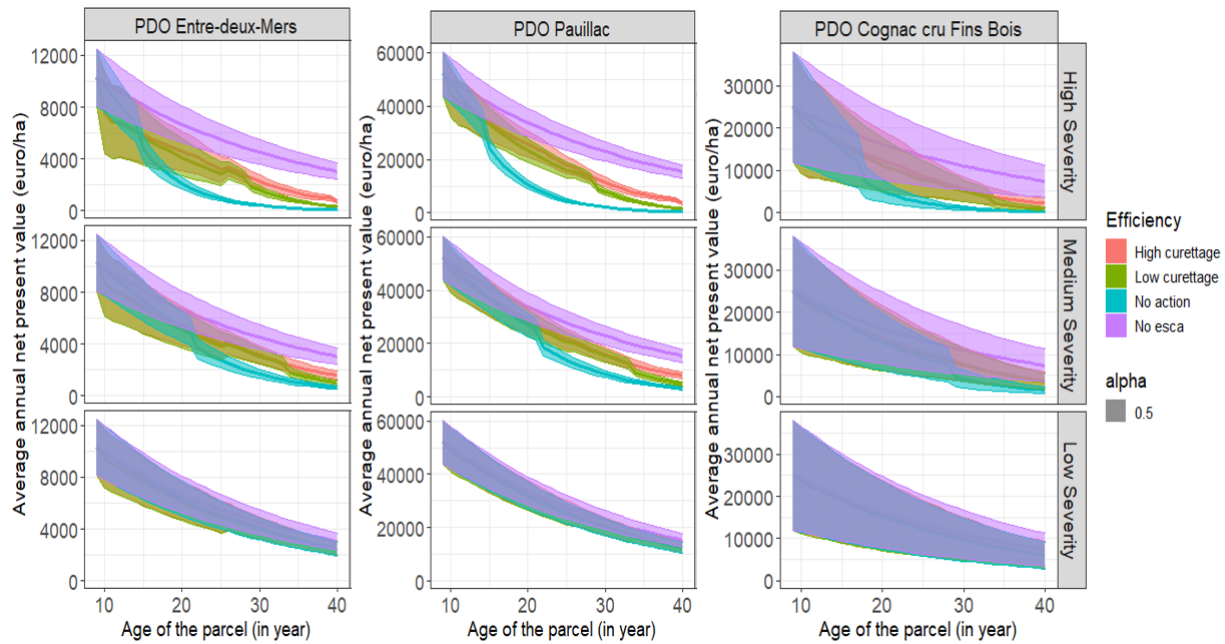 PDO Entre-deux-Mers
PDO Pauillac
PDO Cognac cru Fins Bois
Average annual net present value (euro/ha)
12000
8000
4000
0
12000
8000
4000
0
12000
8000
4000
0
10
20
30
40
Age of the parcel (in year)
Average annual net present value (euro/ha)
60000
40000
20000
0
60000
40000
20000
0
60000
40000
20000
0
10
20
30
40
Age of the parcel (in year)
Average annual net present value (euro/ha)
30000
20000
10000
0
30000
20000
10000
0
30000
20000
10000
0
10
20
30
40
Age of the parcel (in year)
High Severity
Medium Severity
Low Severity
Efficiency
High curettage
Low curettage
No action
No esca
alpha
0.5